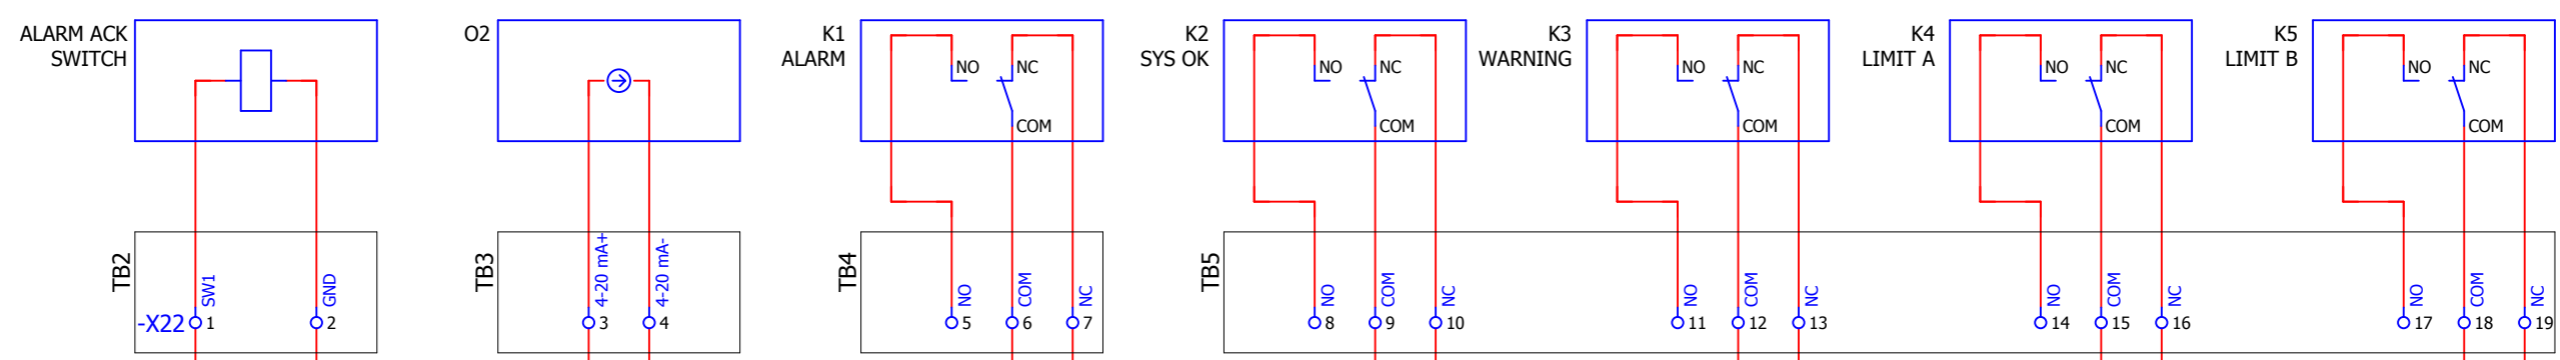 ALARM ACK
SWITCH
O2
K1
ALARM
NO
NC
COM
K2
SYS OK
NO
NC
COM
K3
WARNING
NO
NC
COM
K4
LIMIT A
NO
NC
COM
K5
LIMIT B
NO
NC
COM
TB2
SW1
GND
-X22
1
2
TB3
4-20 mA+
4-20 mA-
3
4
TB4
NO
COM
NC
5
6
7
TB5
NO
COM
NC
8
9
10
NO
COM
NC
11
12
13
NO
COM
NC
14
15
16
NO
COM
NC
17
18
19